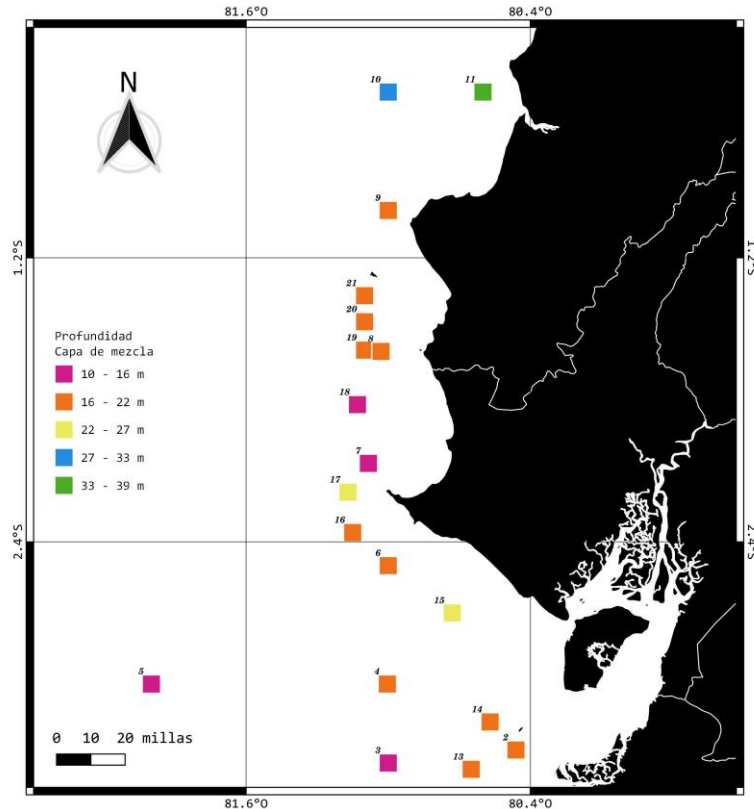 81.6°O
80.4°O
N
10
11
9
1.2°S
1.2°S
21
20
19
8
Profundidad
Capa de mezcla
10 - 16 m
16 - 22 m
22 - 27 m
27 - 33 m
33 - 39 m
18
7
17
16
2.4°S
2.4°S
6
15
5
4
14
2
0 10 20 millas
3
13
81.6°O
80.4°O